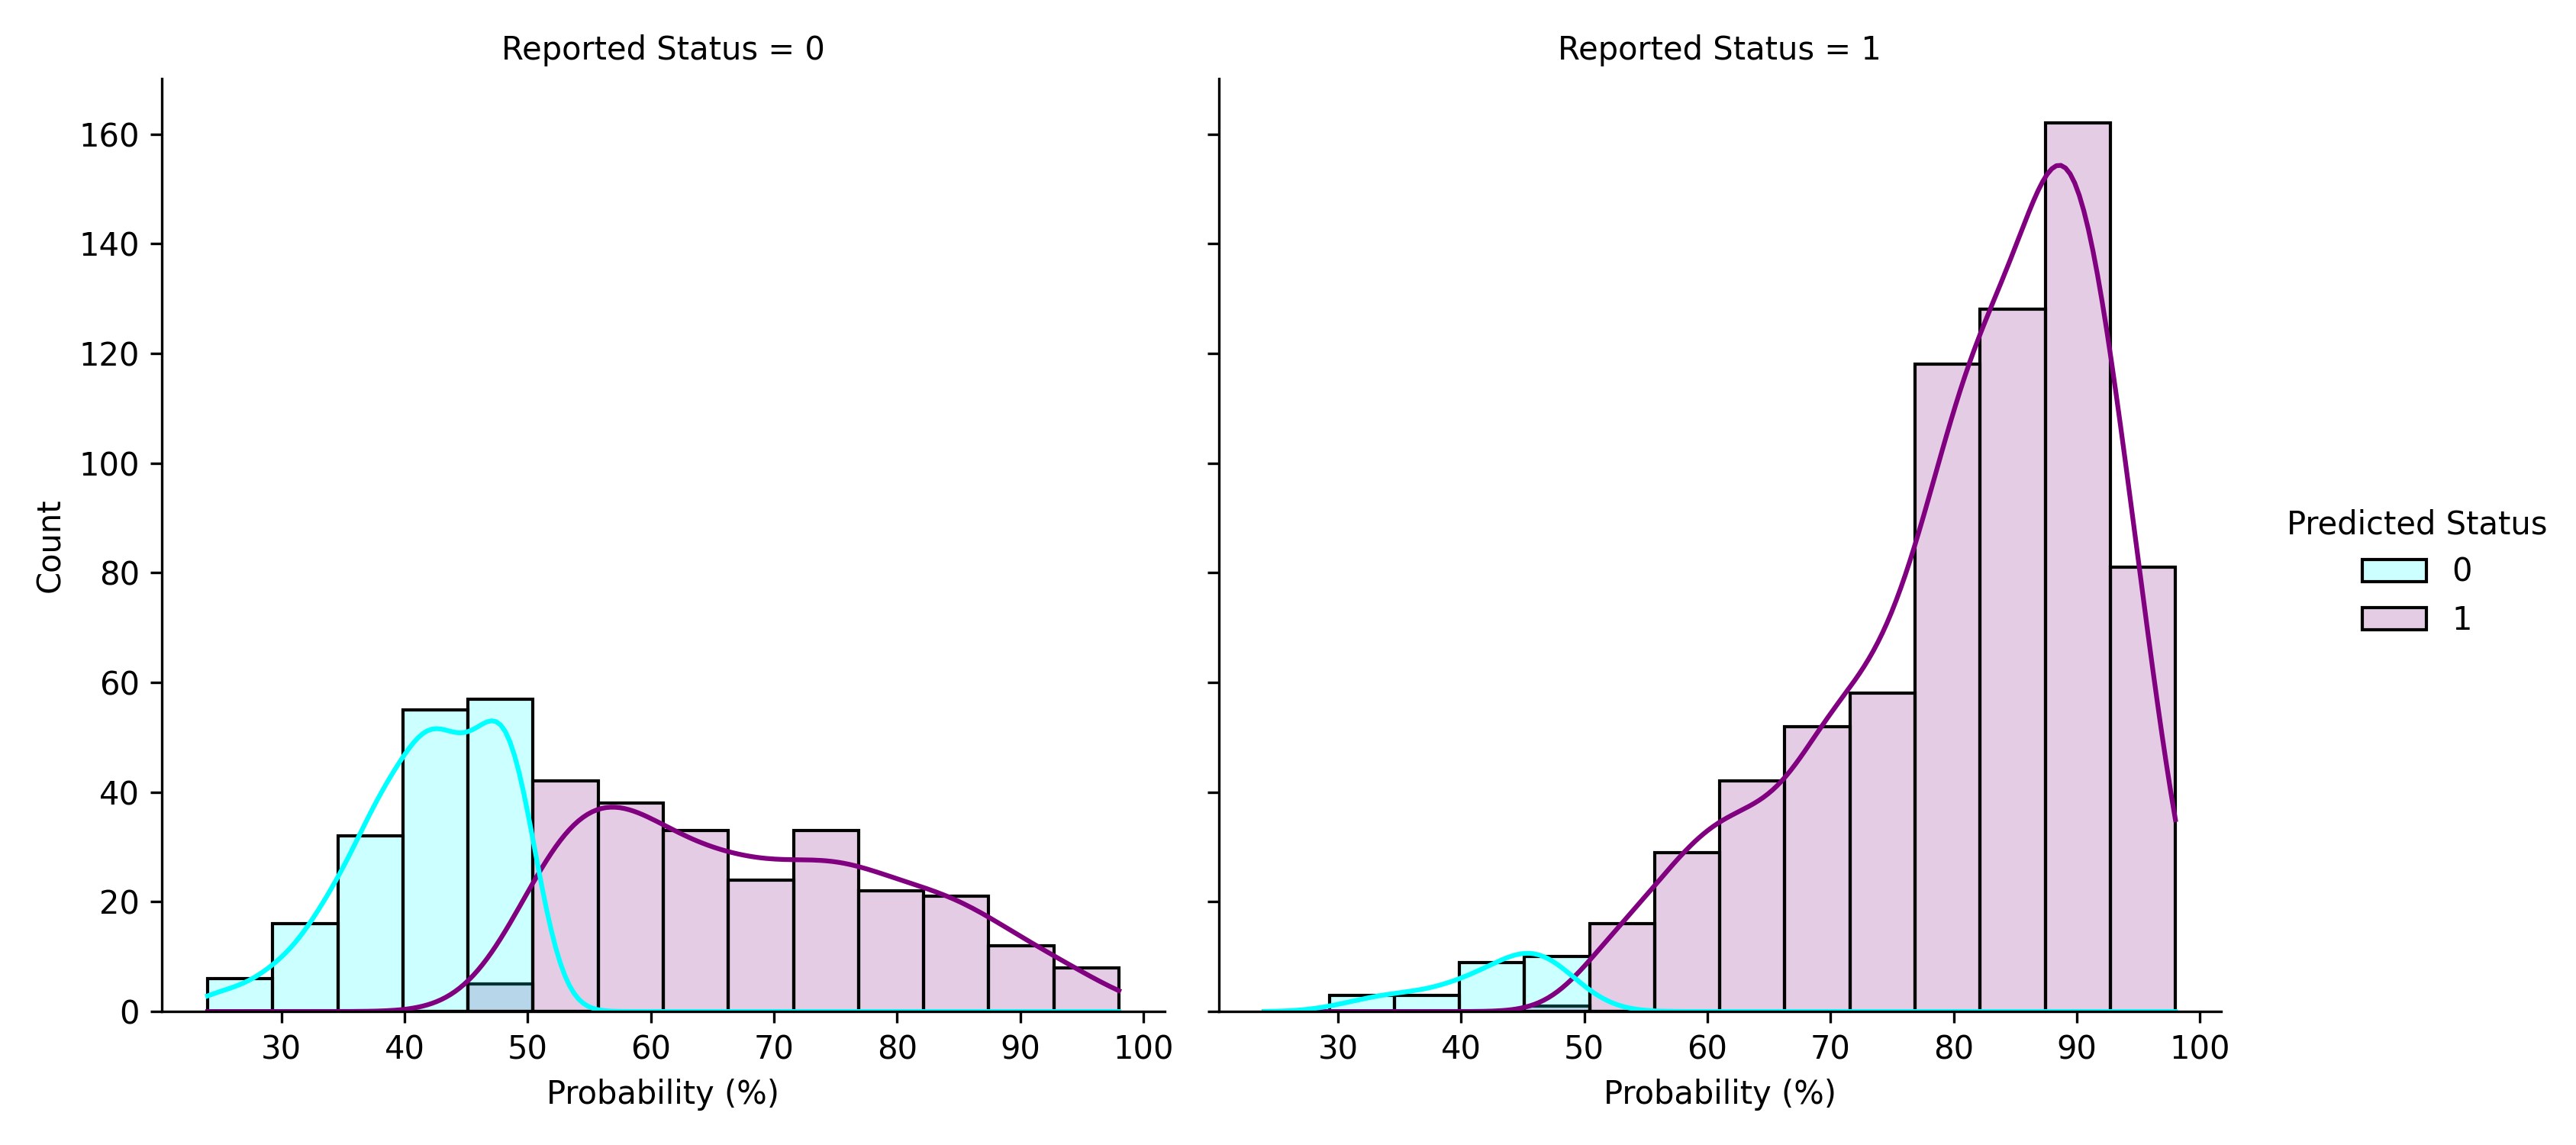 Reported Status = 0
Reported Status = 1
160
140
120
100
80
60
40
20
0
Count
30 40 50 60 70 80 90 100
30 40 50 60 70 80 90 100
Probability (%)
Probability (%)
Predicted Status
0
1